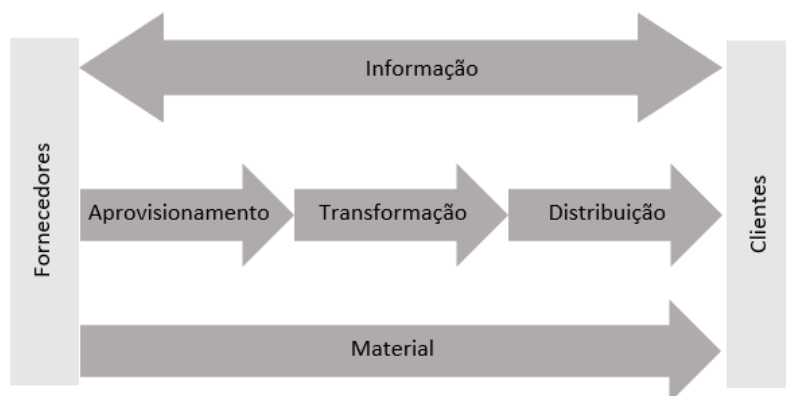 Informação
Fornecedores
Aprovisionamento
Transformação
Distribuição
Clientes
Material